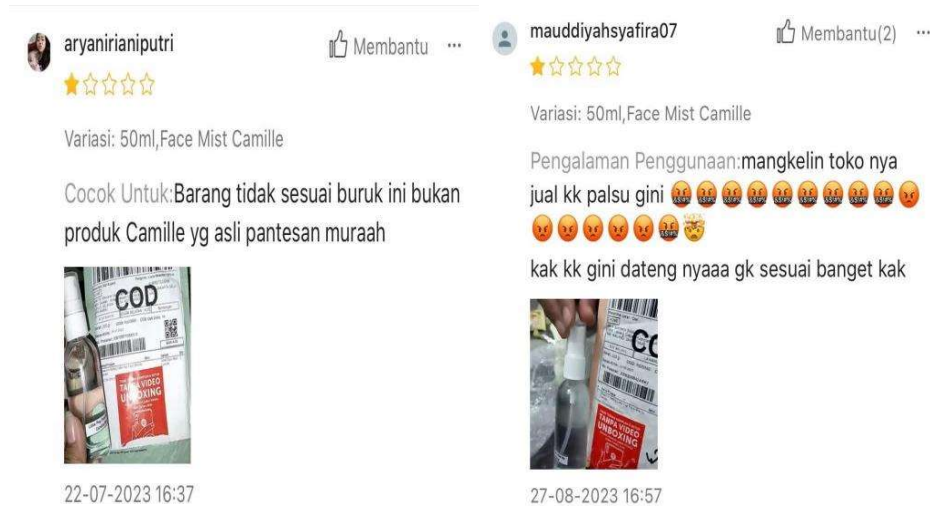 aryanirianiputri
Membantu
Variasi: 50ml,Face Mist Camille
Cocok Untuk:Barang tidak sesuai buruk ini bukan
produk Camille yg asli pantesan muraah
COD
TANPA VIDEO
UNBOXING
22-07-2023 16:37
mauddiyahsyafira07
Membantu(2)
Variasi: 50ml,Face Mist Camille
Pengalaman Penggunaan:mangkelin toko nya
jual kk palsu gini 🤬🤬🤬🤬🤬🤬🤬🤬🤬😡
😡😡😡😡😡🤬🤯
kak kk gini dateng nyaaa gk sesuai banget kak
CC
TANPA VIDEO
UNBOXING
27-08-2023 16:57